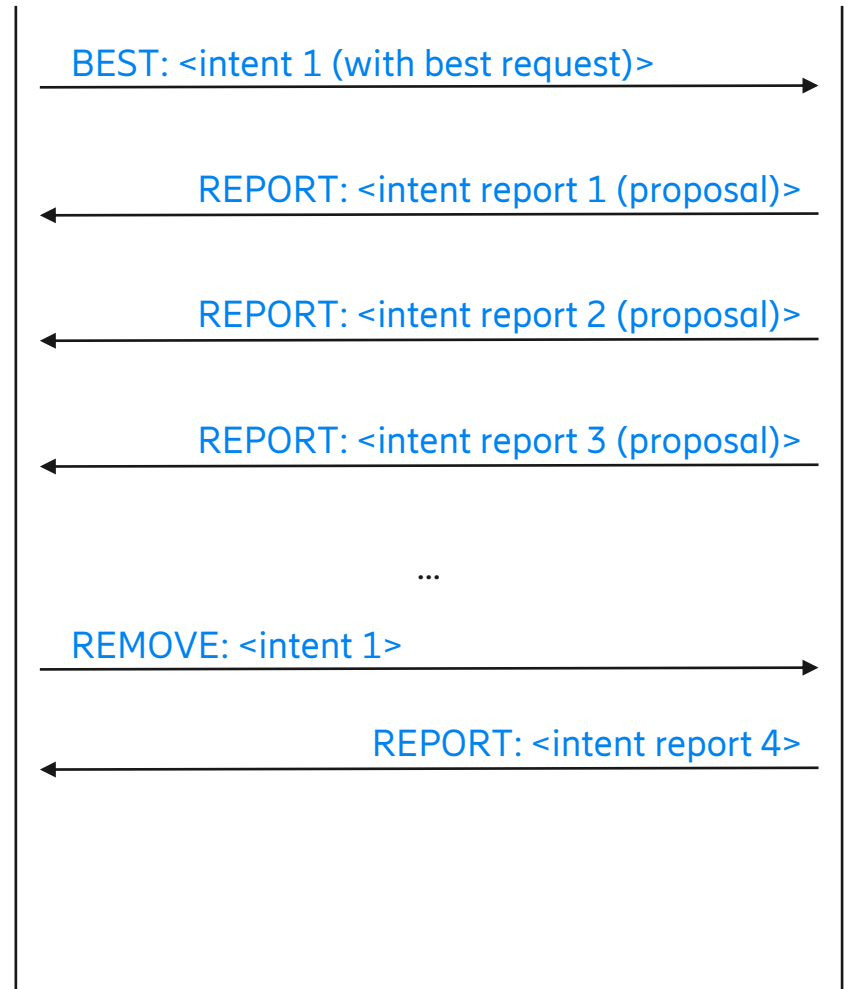 BEST: <intent 1 (with best request)>
REPORT: <intent report 1 (proposal)>
REPORT: <intent report 2 (proposal)>
REPORT: <intent report 3 (proposal)>
...
REMOVE: <intent 1>
REPORT: <intent report 4>